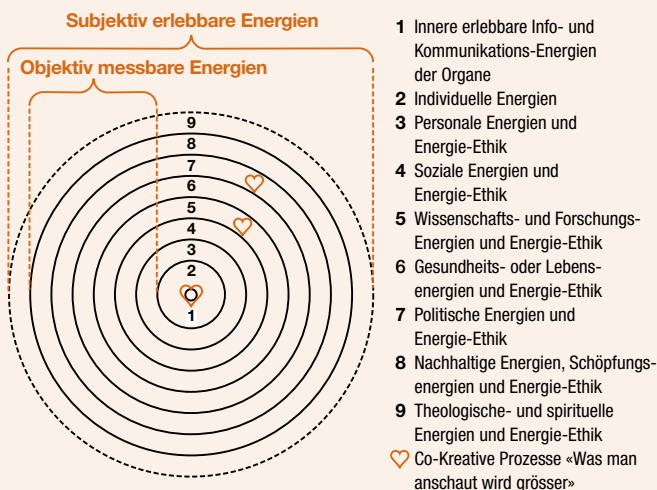 Subjektiv erlebbare Energien
Objektiv messbare Energien
9
8
7
6
5
4
3
2
1
1 Innere erlebbare Info- und
Kommunikations-Energien
der Organe
2 Individuelle Energien
3 Personale Energien und
Energie-Ethik
4 Soziale Energien und
Energie-Ethik
5 Wissenschafts- und Forschungs-
Energien und Energie-Ethik
6 Gesundheits- oder Lebens-
energien und Energie-Ethik
7 Politische Energien und
Energie-Ethik
8 Nachhaltige Energien, Schöpfungs-
energien und Energie-Ethik
9 Theologische- und spirituelle
Energien und Energie-Ethik
Co-Kreative Prozesse «Was man
anschaut wird grösser»